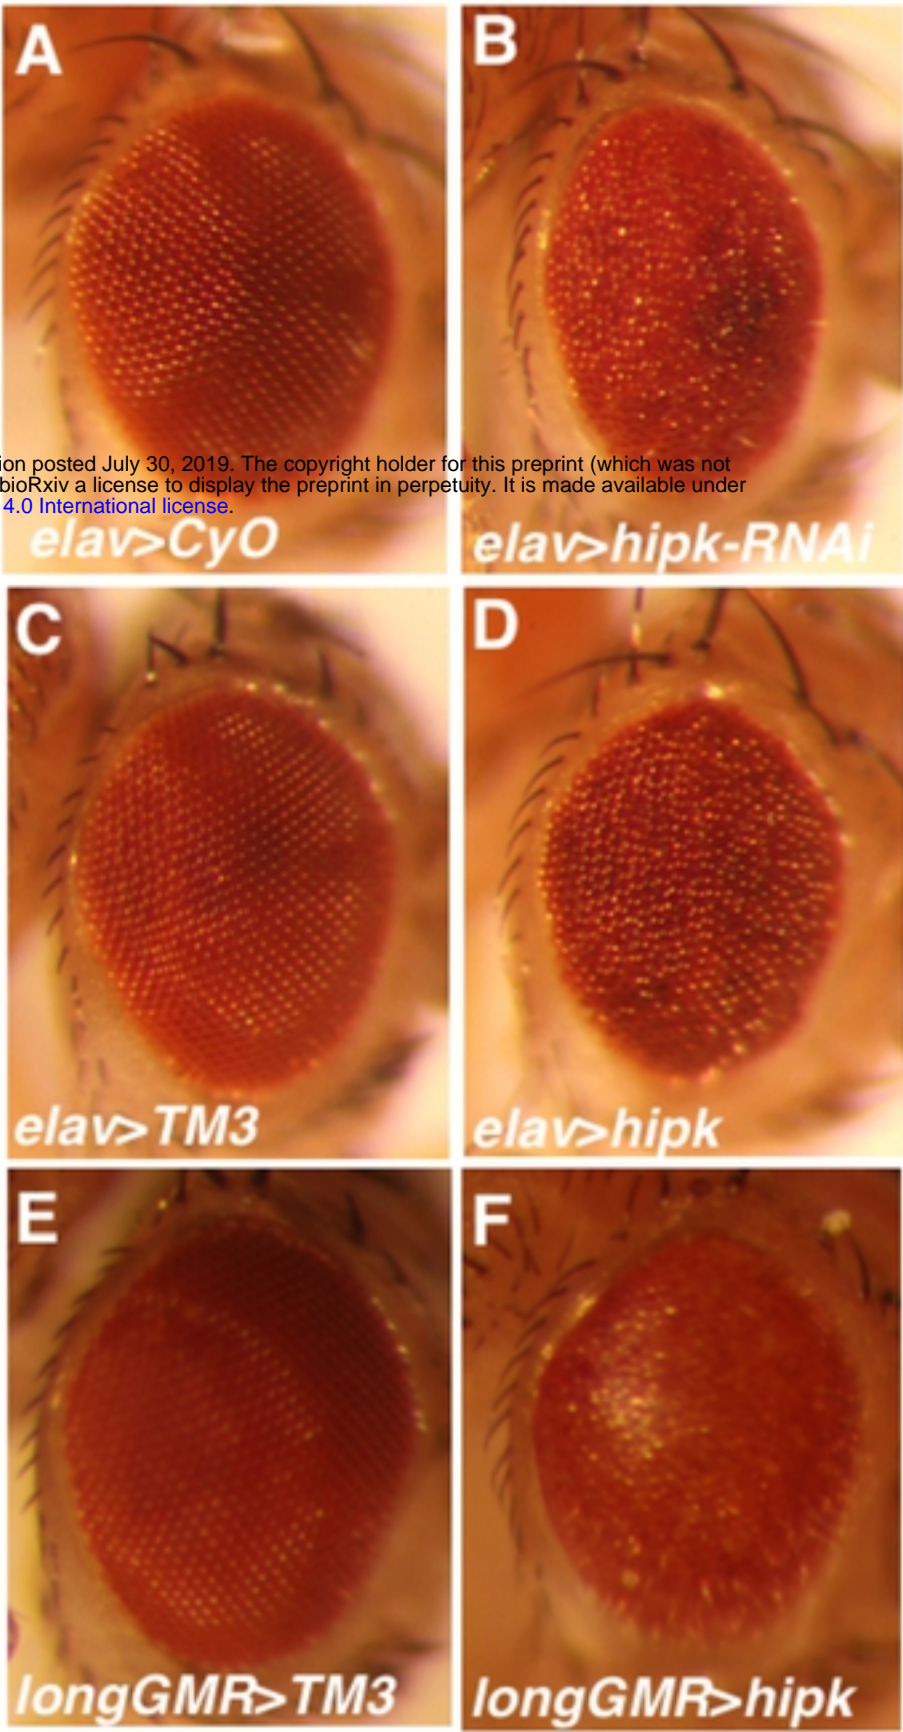 A
B
ion posted July 30, 2019. The copyright holder for this preprint (which was not
bioRxiv a license to display the preprint in perpetuity. It is made available under
4.0 International license.
elav>CyO
elav>hipk-RNAi
C
D
elav>TM3
elav>hipk
E
F
longGMR>TM3
longGMR>hipk